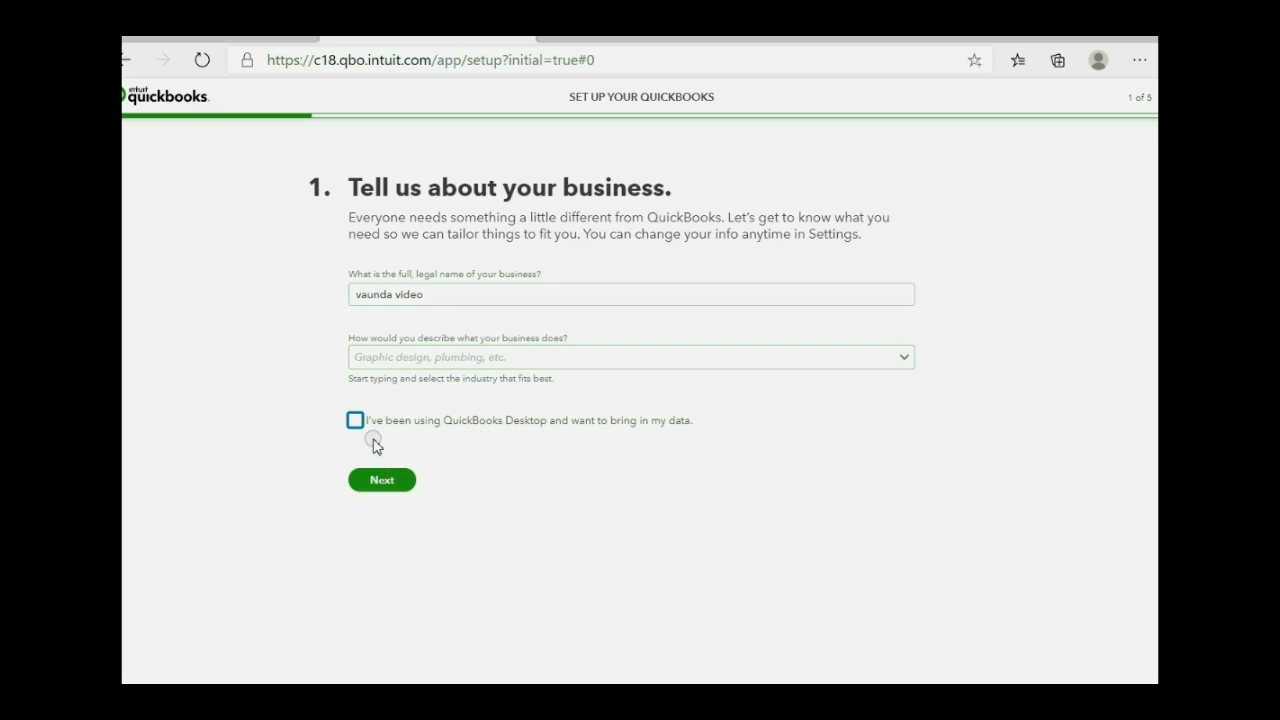 https://c18.qbo.intuit.com/app/setup?initial=true#0
intuit
quickbooks.
SET UP YOUR QUICKBOOKS
1 of 5
1. Tell us about your business.
Everyone needs something a little different from QuickBooks. Let's get to know what you
need so we can tailor things to fit you. You can change your info anytime in Settings.
What is the full, legal name of your business?
vaunda video
How would you describe what your business does?
Graphic design, plumbing, etc.
Start typing and select the industry that fits best.
I've been using QuickBooks Desktop and want to bring in my data.
Next